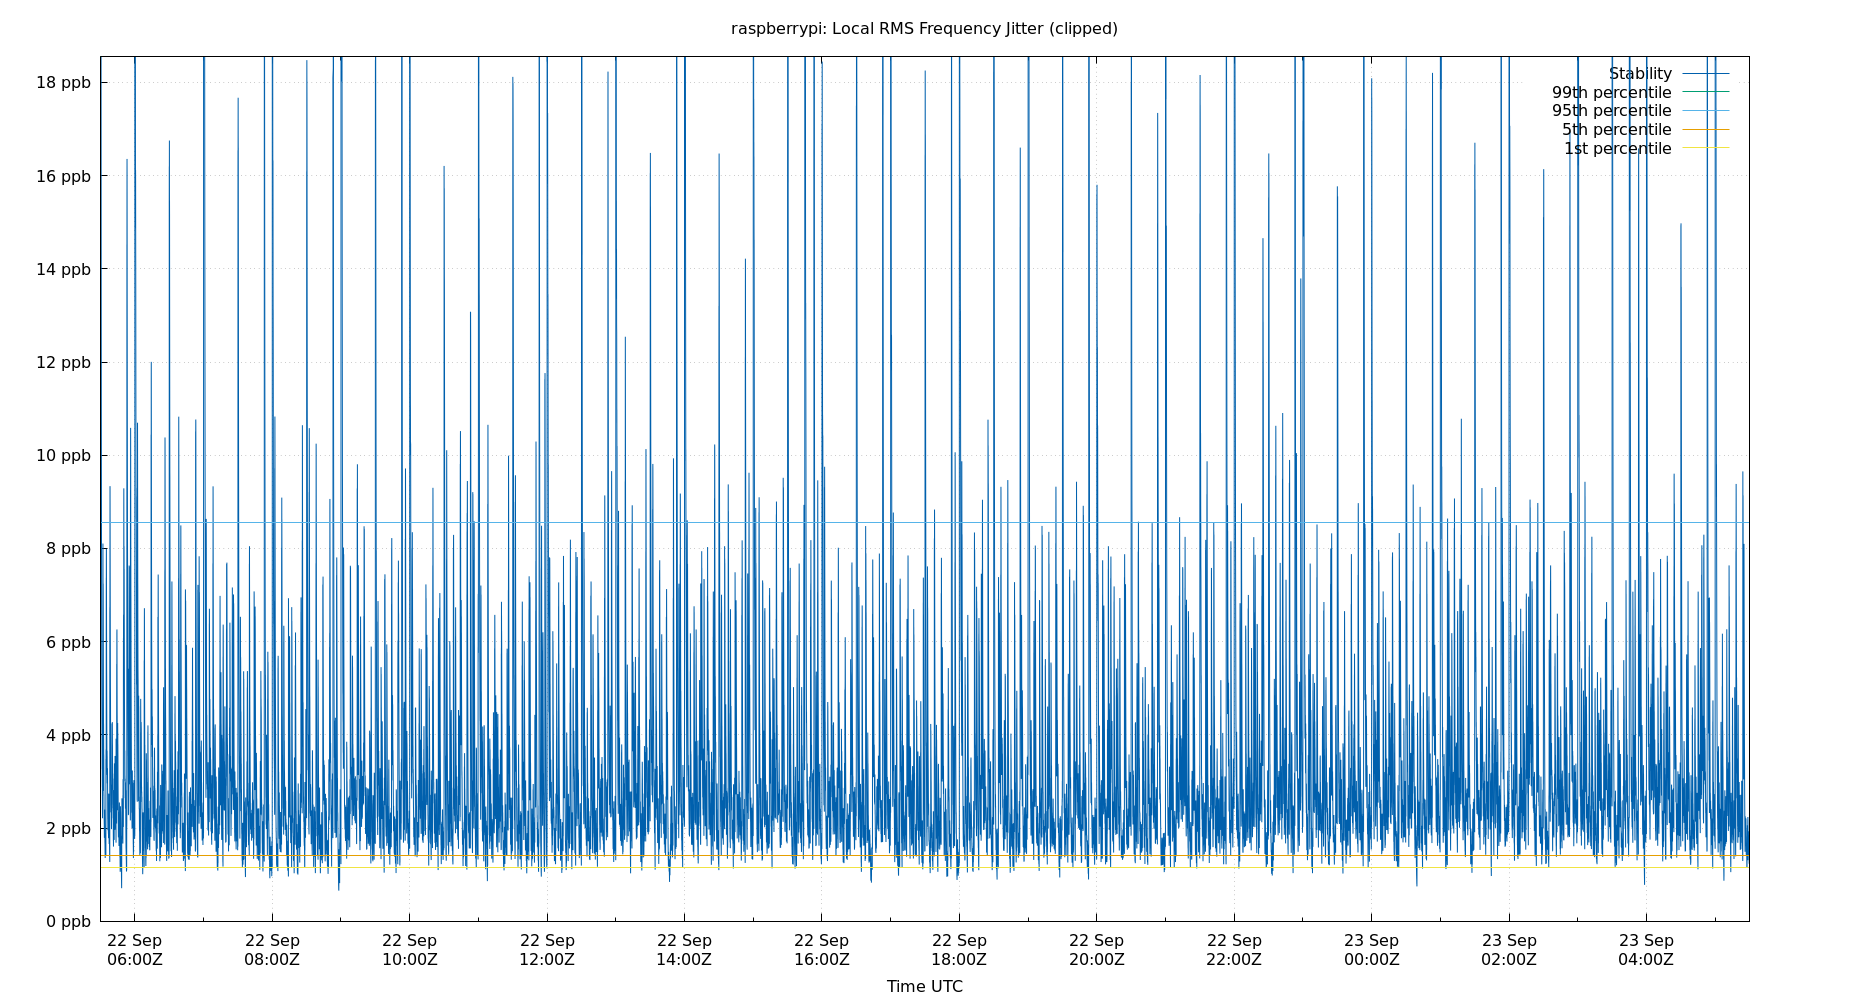 raspberrypi: Local RMS Frequency Jitter (clipped)
18 ppb
16 ppb
14 ppb
12 ppb
10 ppb
8 ppb
6 ppb
4 ppb
2 ppb
0 ppb
Stability
99th percentile
95th percentile
5th percentile
1st percentile
22 Sep
06:00Z
22 Sep
08:00Z
22 Sep
10:00Z
22 Sep
12:00Z
22 Sep
14:00Z
22 Sep
16:00Z
22 Sep
18:00Z
22 Sep
20:00Z
22 Sep
22:00Z
23 Sep
00:00Z
23 Sep
02:00Z
23 Sep
04:00Z
Time UTC